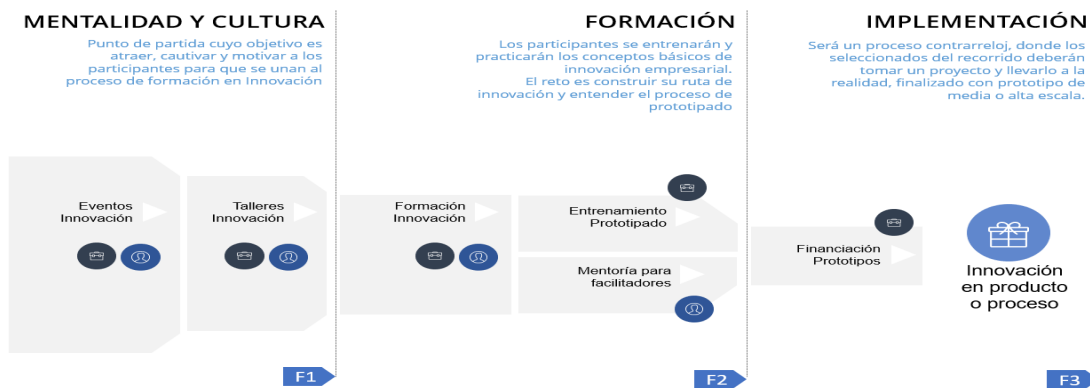 MENTALIDAD Y CULTURA
Punto de partida cuyo objetivo es
atraer, cautivar y motivar a los
participantes para que se unan al
proceso de formación en Innovación
Eventos
Innovación
Talleres
Innovación
F1
FORMACIÓN
Los participantes se entrenarán y
practicarán los conceptos básicos de
innovación empresarial.
El reto es construir su ruta de
innovación y entender el proceso de
prototipado
Formación
Innovación
Entrenamiento
Prototipado
Mentoría para
facilitadores
F2
IMPLEMENTACIÓN
Será un proceso contrarreloj, donde los
seleccionados del recorrido deberán
tomar un proyecto y llevarlo a la
realidad, finalizado con prototipo de
media o alta escala.
Financiación
Prototipos
Innovación
en producto
o proceso
F3